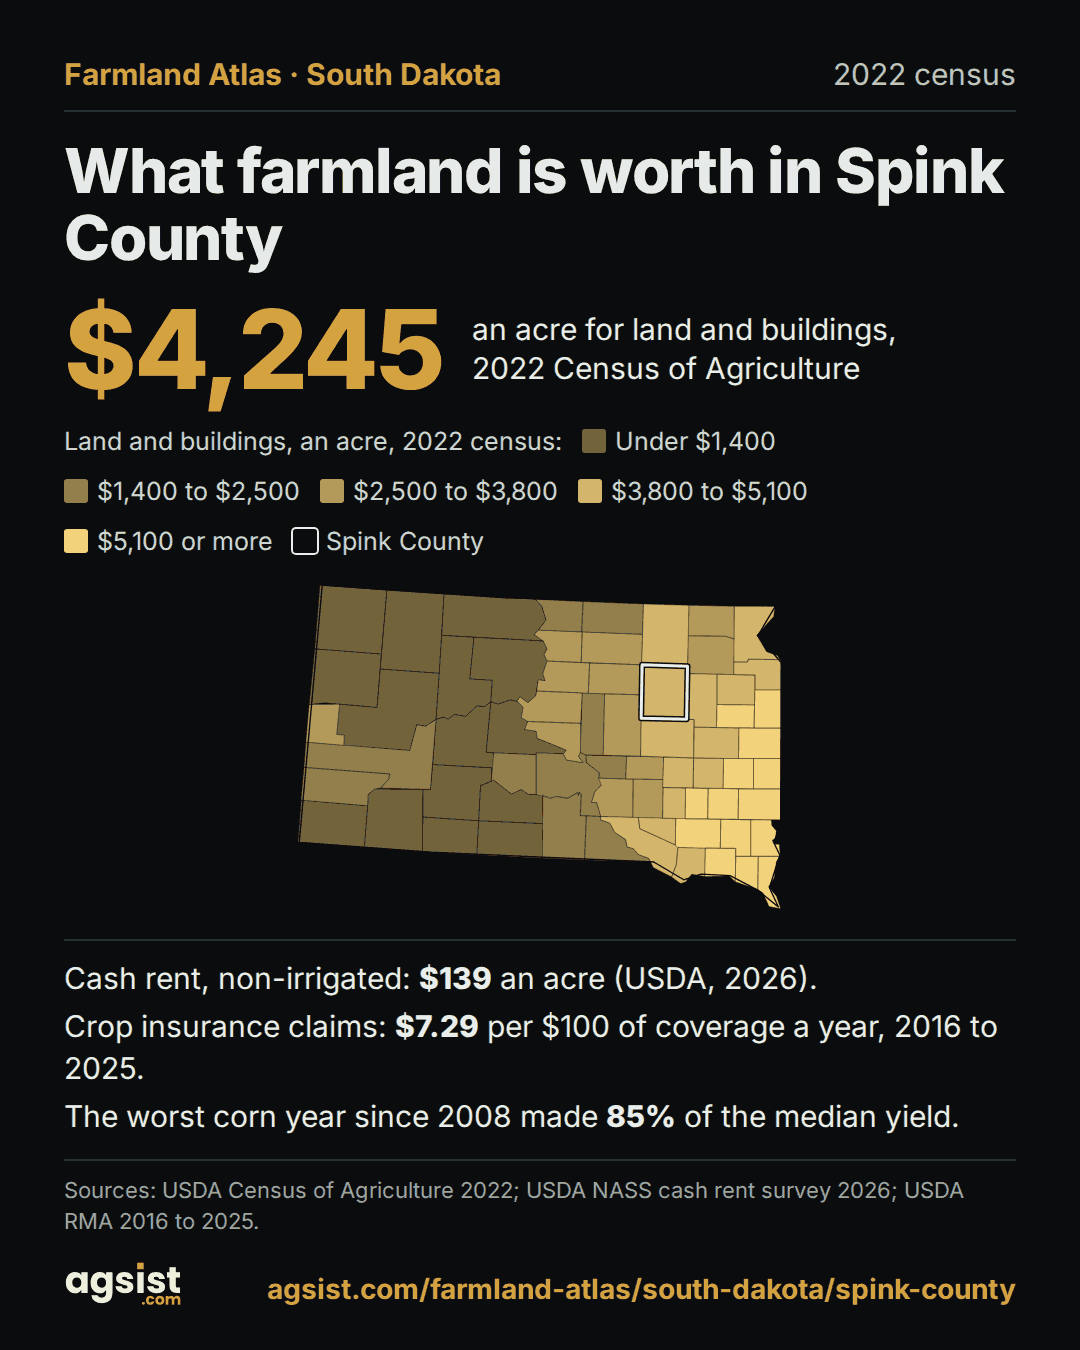 Farmland Atlas · South Dakota
2022 census
What farmland is worth in Spink
County
$4,245
an acre for land and buildings,
2022 Census of Agriculture
Land and buildings, an acre, 2022 census: Under $1,400
$1,400 to $2,500 $2,500 to $3,800 $3,800 to $5,100
$5,100 or more Spink County
Cash rent, non-irrigated: $139 an acre (USDA, 2026).
Crop insurance claims: $7.29 per $100 of coverage a year, 2016 to
2025.
The worst corn year since 2008 made 85% of the median yield.
Sources: USDA Census of Agriculture 2022; USDA NASS cash rent survey 2026; USDA
RMA 2016 to 2025.
agsist
.com
agsist.com/farmland-atlas/south-dakota/spink-county